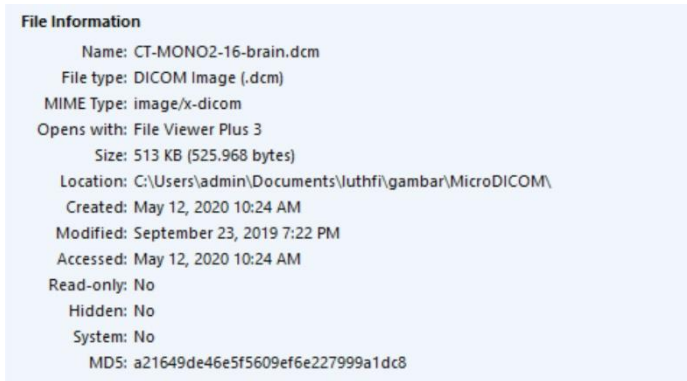 File Information
Name: CT-MONO2-16-brain.dcm
File type: DICOM Image (.dcm)
MIME Type: image/x-dicom
Opens with: File Viewer Plus 3
Size: 513 KB (525.968 bytes)
Location: C:\Users\admin\Documents\luthfi\gambar\MicroDICOM\
Created: May 12, 2020 10:24 AM
Modified: September 23, 2019 7:22 PM
Accessed: May 12, 2020 10:24 AM
Read-only: No
Hidden: No
System: No
MD5: a21649de46e5f5609ef6e227999a1dc8